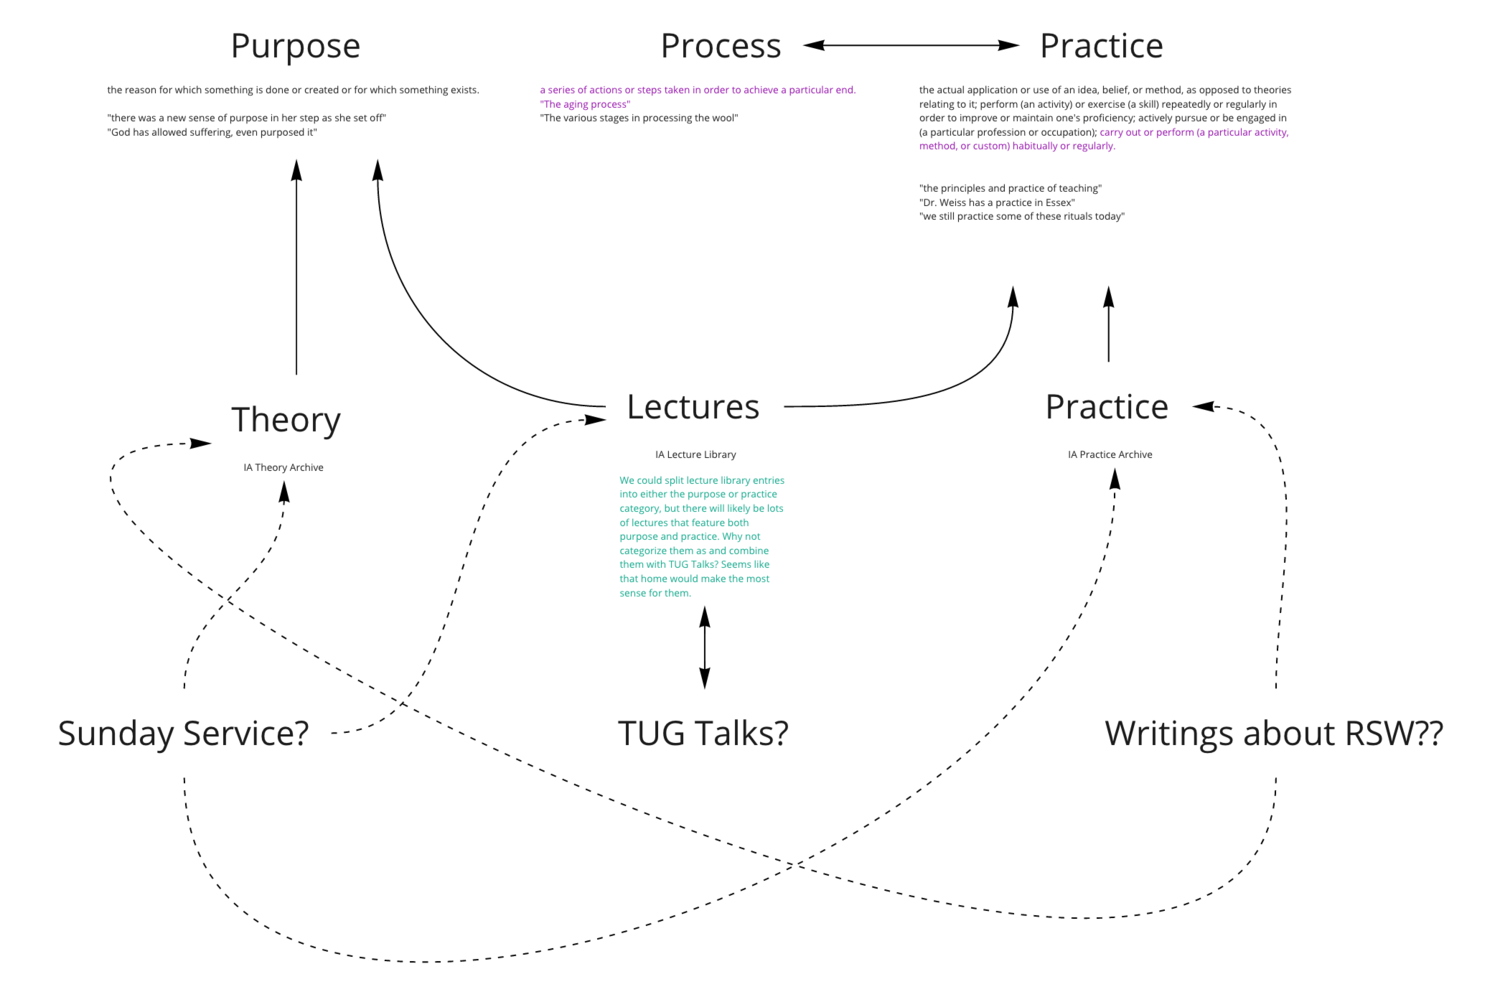 Purpose
the reason for which something is done or created or for which something exists.
"there was a new sense of purpose in her step as she set off"
"God has allowed suffering, even purposed it"
Process
a series of actions or steps taken in order to achieve a particular end.
"The aging process"
"The various stages in processing the wool"
Practice
the actual application or use of an idea, belief, or method, as opposed to theories
relating to it; perform (an activity) or exercise (a skill) repeatedly or regularly in
order to improve or maintain one's proficiency; actively pursue or be engaged in
(a particular profession or occupation); carry out or perform (a particular activity,
method, or custom) habitually or regularly.
"the principles and practice of teaching"
"Dr. Weiss has a practice in Essex"
"we still practice some of these rituals today"
Theory
IA Theory Archive
Lectures
IA Lecture Library
We could split lecture library entries
into either the purpose or practice
category, but there will likely be lots
of lectures that feature both
purpose and practice. Why not
categorize them as and combine
them with TUG Talks? Seems like
that home would make the most
sense for them.
Practice
IA Practice Archive
Sunday Service?
TUG Talks?
Writings about RSW??